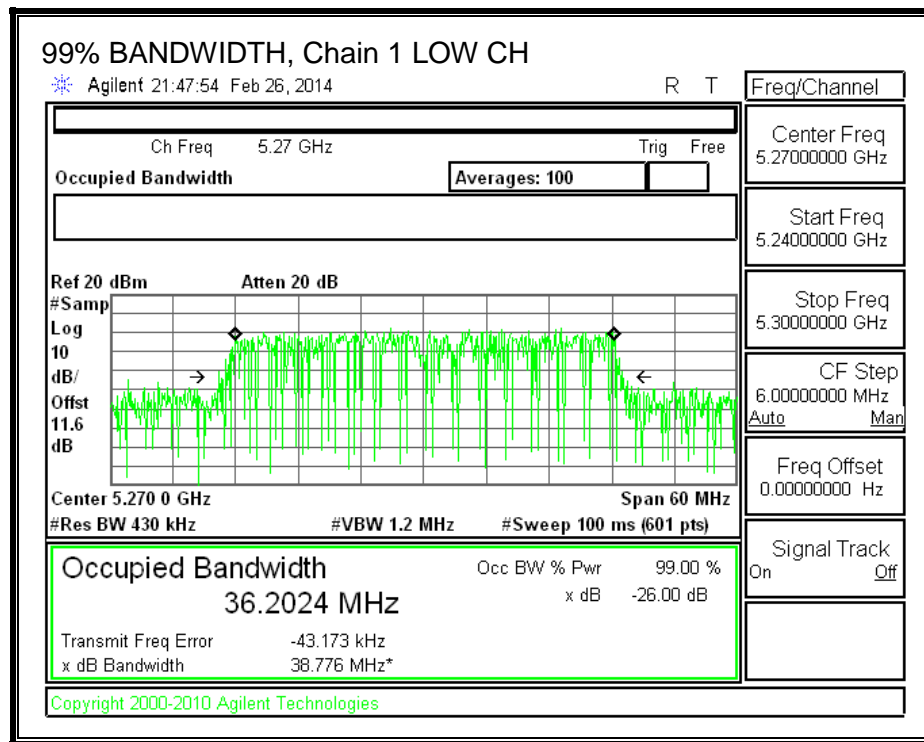 99% BANDWIDTH, Chain 1 LOW CH
Agilent 21:47:54 Feb 26, 2014 R T
Freq/Channel
Ch Freq 5.27 GHz Trig Free
Occupied Bandwidth Averages: 100
Center Freq
5.27000000 GHz
Start Freq
5.24000000 GHz
Stop Freq
5.30000000 GHz
CF Step
6.00000000 MHz
Auto Man
Freq Offset
0.00000000 Hz
Signal Track
On Off
Ref 20 dBm Atten 20 dB
#Samp
Log
10
dB/
Offst
11.6
dB
Center 5.270 0 GHz Span 60 MHz
#Res BW 430 kHz #VBW 1.2 MHz #Sweep 100 ms (601 pts)
Occupied Bandwidth Occ BW % Pwr 99.00 %
36.2024 MHz x dB -26.00 dB
Transmit Freq Error -43.173 kHz
x dB Bandwidth 38.776 MHz*
Copyright 2000-2010 Agilent Technologies